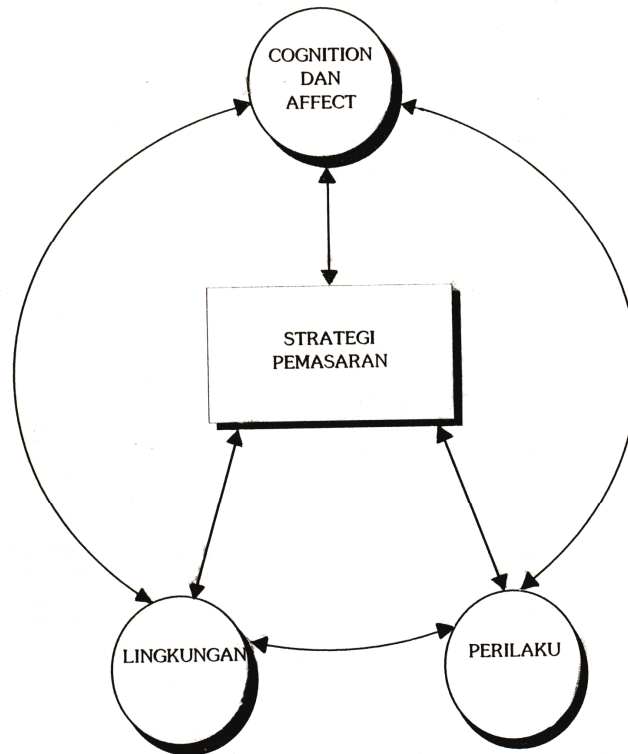 COGNITION
DAN
AFFECT
STRATEGI
PEMASARAN
LINGKUNGAN
PERILAKU